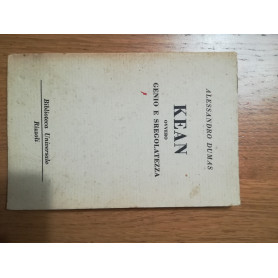 ALESSANDRO DUMAS
KEAN
OVVERO
GENIO E SREGOLATEZZA
Biblioteca Universale
Rizzoli